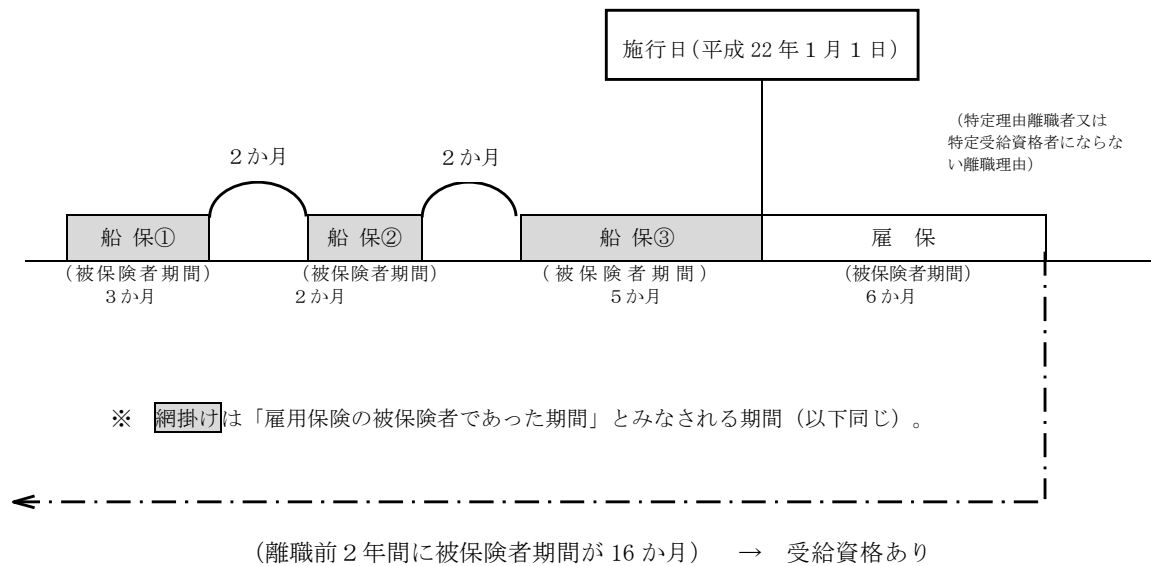 施行日(平成 22 年１月１日)
（特定理由離職者又は
特定受給資格者にならな
い離職理由）
２か月
２か月
船 保①
船 保②
船 保③
雇 保
（被保険者期間）
３か月
（被保険者期間）
２か月
（被保険者期間）
５か月
（被保険者期間）
６か月
※ 網掛けは「雇用保険の被保険者であった期間」とみなされる期間（以下同じ）。
（離職前２年間に被保険者期間が 16 か月） → 受給資格あり